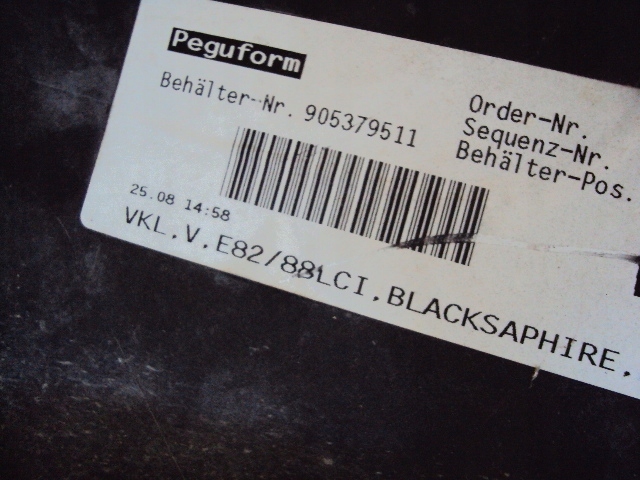 Peguform
Behälter-Nr. 905379511
Order-Nr.
Sequenz-Nr.
Behälter-Pos.
25.08 14:58
VKL.V.E82/88LCI.BLACKSAPHIRE.